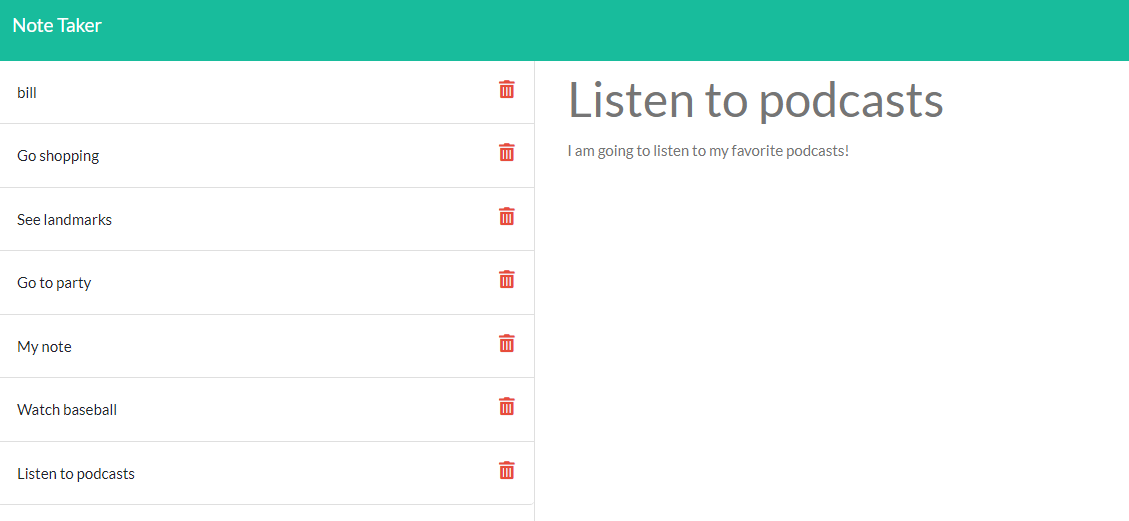 Note Taker
bill
Go shopping
See landmarks
Go to party
My note
Watch baseball
Listen to podcasts
Listen to podcasts
I am going to listen to my favorite podcasts!